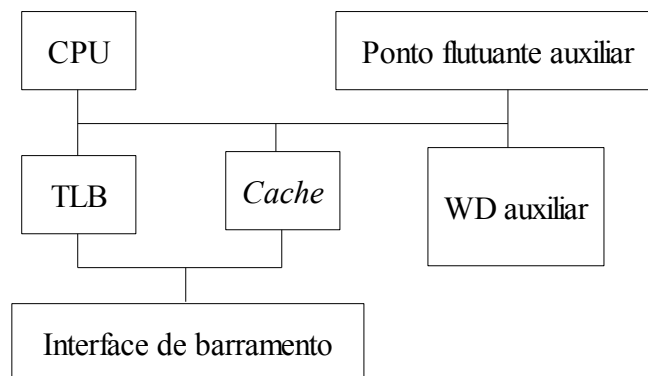 CPU
Ponto flutuante auxiliar
TLB
Cache
WD auxiliar
Interface de barramento